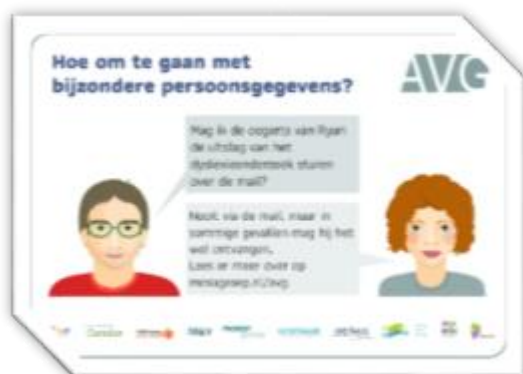 Hoe om te gaan met
bijzondere persoonsgegevens?
AVG
Mag ik de oogarts van Ryan
de uitslag van het
dyslexieonderzoek sturen
over de mail?
Nooit via de mail, maar in
sommige gevallen mag hij het
wel ontvangen.
Lees er meer over op